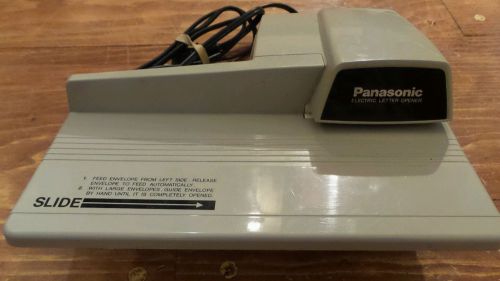 Panasonic
ELECTRIC LETTER OPENER
1. FEED ENVELOPE FROM LEFT SIDE. RELEASE
ENVELOPE TO FEED AUTOMATICALLY.
2. WITH LARGE ENVELOPES, GUIDE ENVELOPE
BY HAND UNTIL IT IS COMPLETELY OPENED.
SLIDE